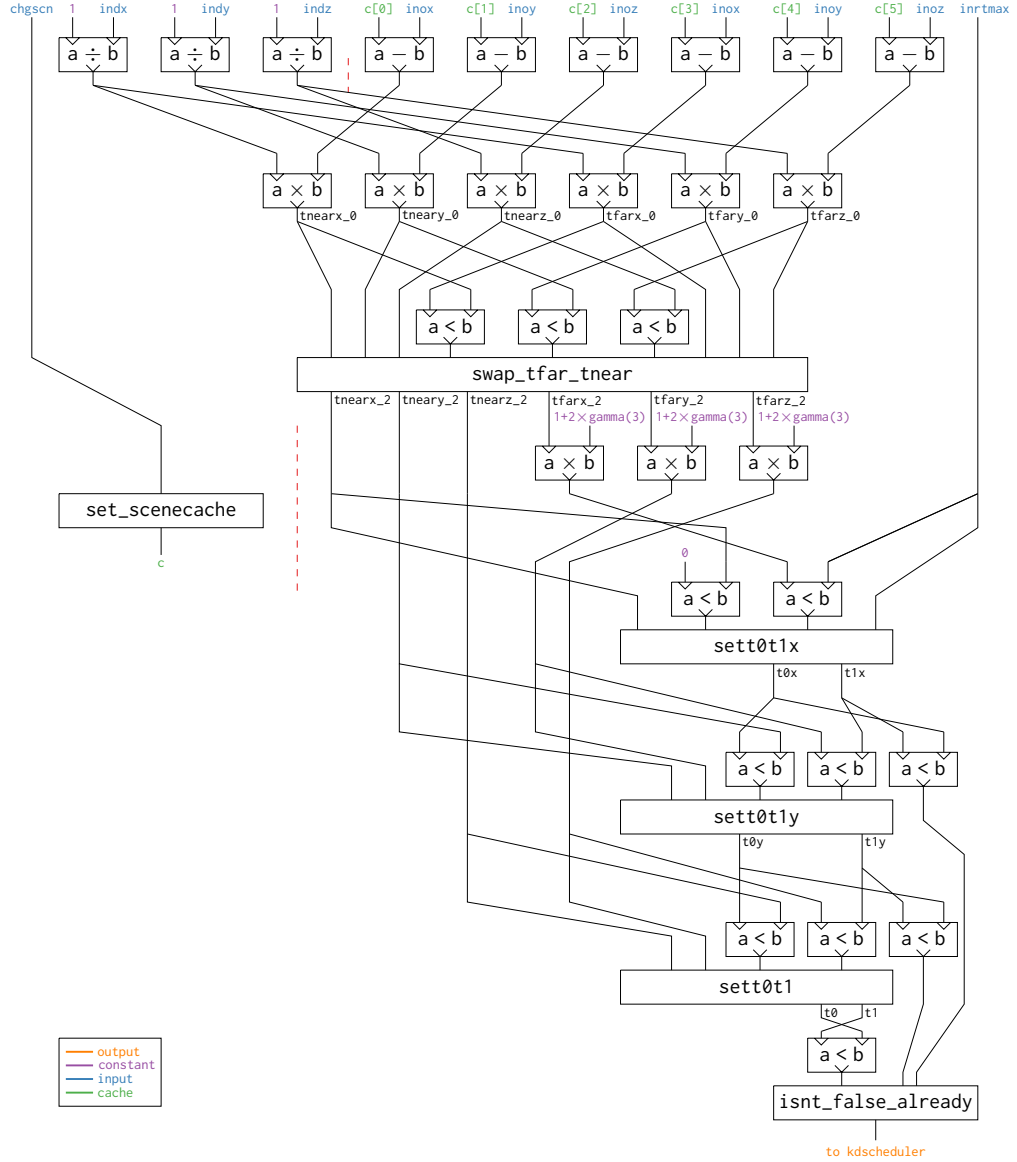 chgscn 1 indx 1 indy 1 indz c[0] inox c[1] inoy c[2] inoz c[3] inox c[4] inoy c[5] inoz inrtmax
a ÷ b a ÷ b a ÷ b a − b a − b a − b a − b a − b a − b
a × b a × b a × b a × b a × b a × b
tnearx_0 tneary_0 tnearz_0 tfarx_0 tfary_0 tfarz_0
a < b a < b a < b
swap_tfar_tnear
tnearx_2 tneary_2 tnearz_2 tfarx_2 tfary_2 tfarz_2
1+2×gamma(3) 1+2×gamma(3) 1+2×gamma(3)
a × b a × b a × b
set_scenecache
c
0
a < b a < b
sett0t1x
t0x t1x
a < b a < b a < b
sett0t1y
t0y t1y
a < b a < b a < b
sett0t1
t0 t1
a < b
output
constant
input
cache
isnt_false_already
to kdscheduler